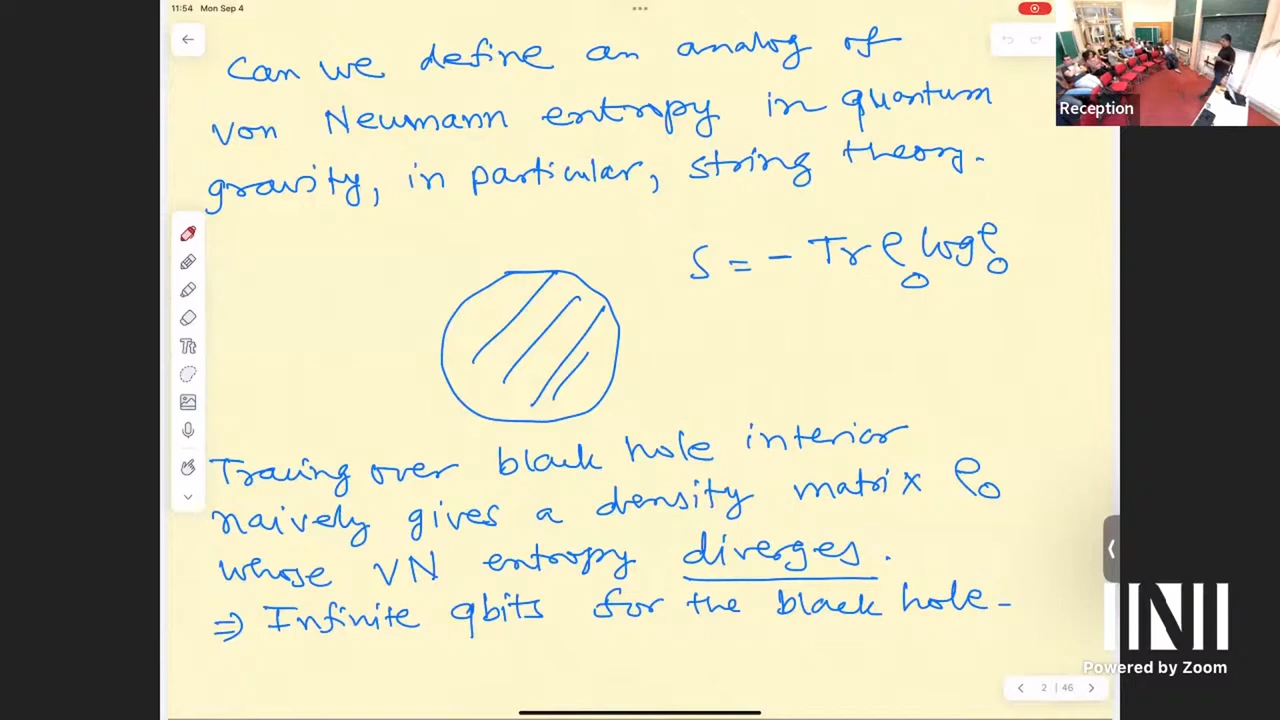 11:54 Mon Sep 4
Can we define an analog of
Von Neumann entropy in quantum
gravity, in particular, string theory.
S = - Tr ρ₀ log ρ₀
Tracing over black hole interior
naively gives a density matrix ρ₀
whose VN entropy diverges.
⇒ Infinite qbits for the black hole-
Tt
2 | 46
Reception
INI
Powered by Zoom